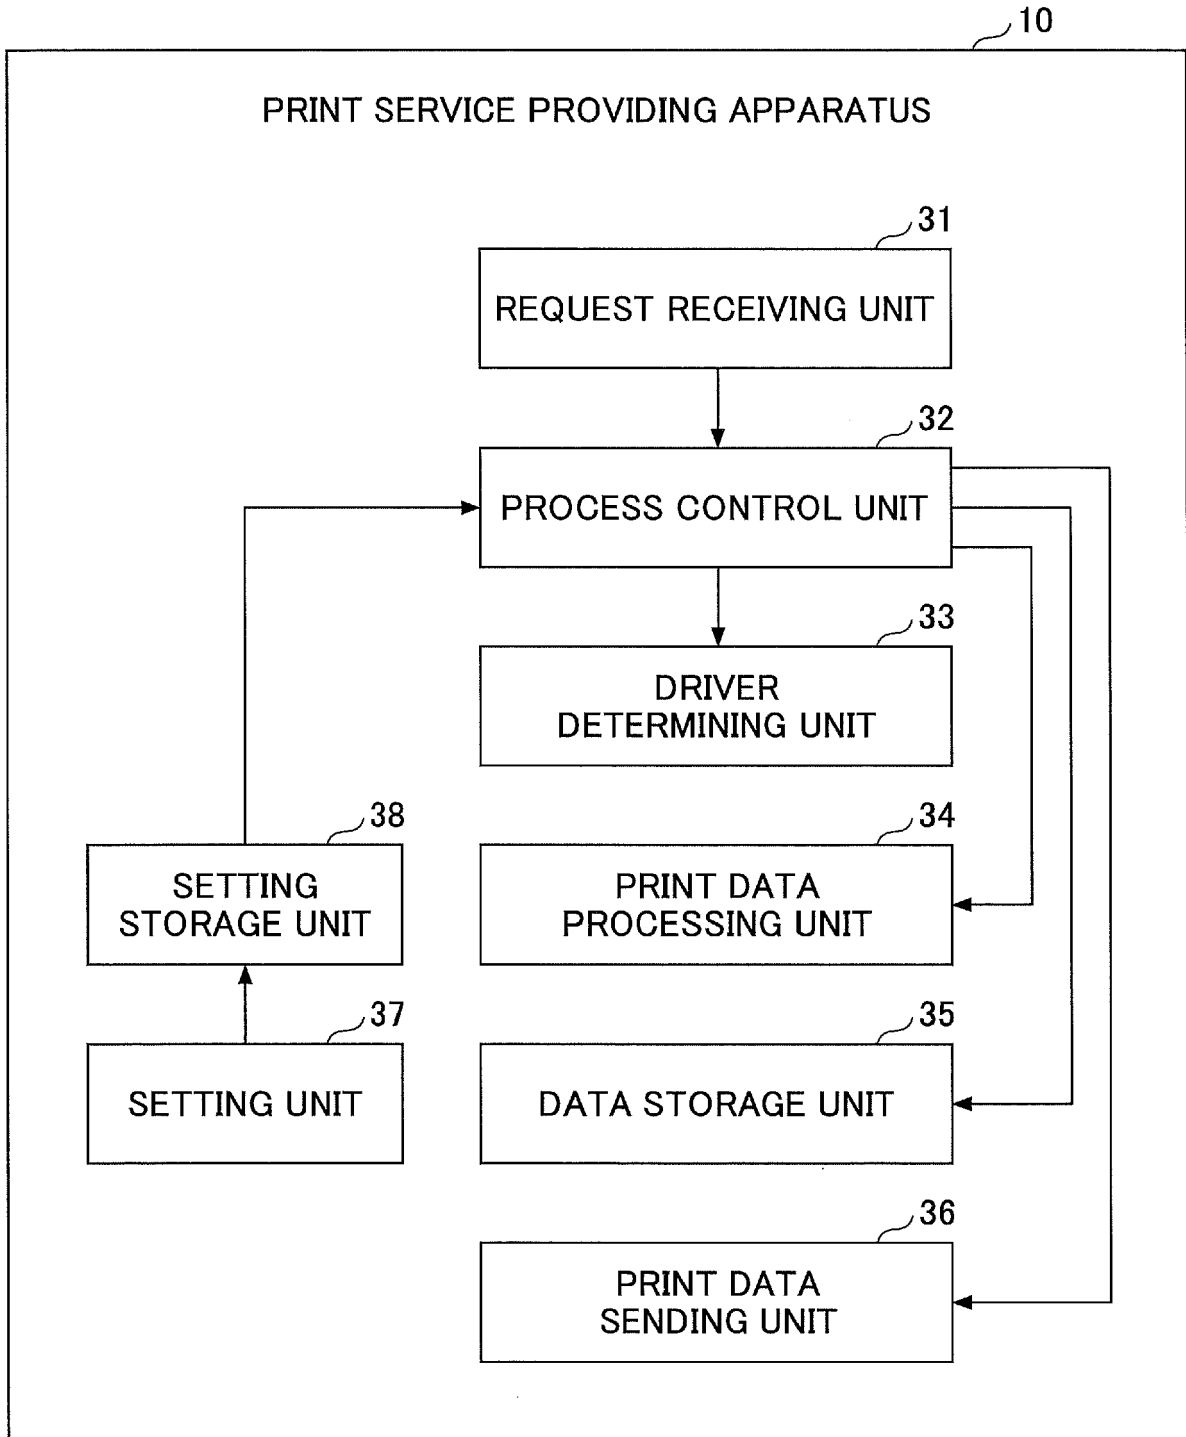 10
PRINT SERVICE PROVIDING APPARATUS
31
REQUEST RECEIVING UNIT
32
PROCESS CONTROL UNIT
33
DRIVER
DETERMINING UNIT
38
SETTING
STORAGE UNIT
34
PRINT DATA
PROCESSING UNIT
37
SETTING UNIT
35
DATA STORAGE UNIT
36
PRINT DATA
SENDING UNIT